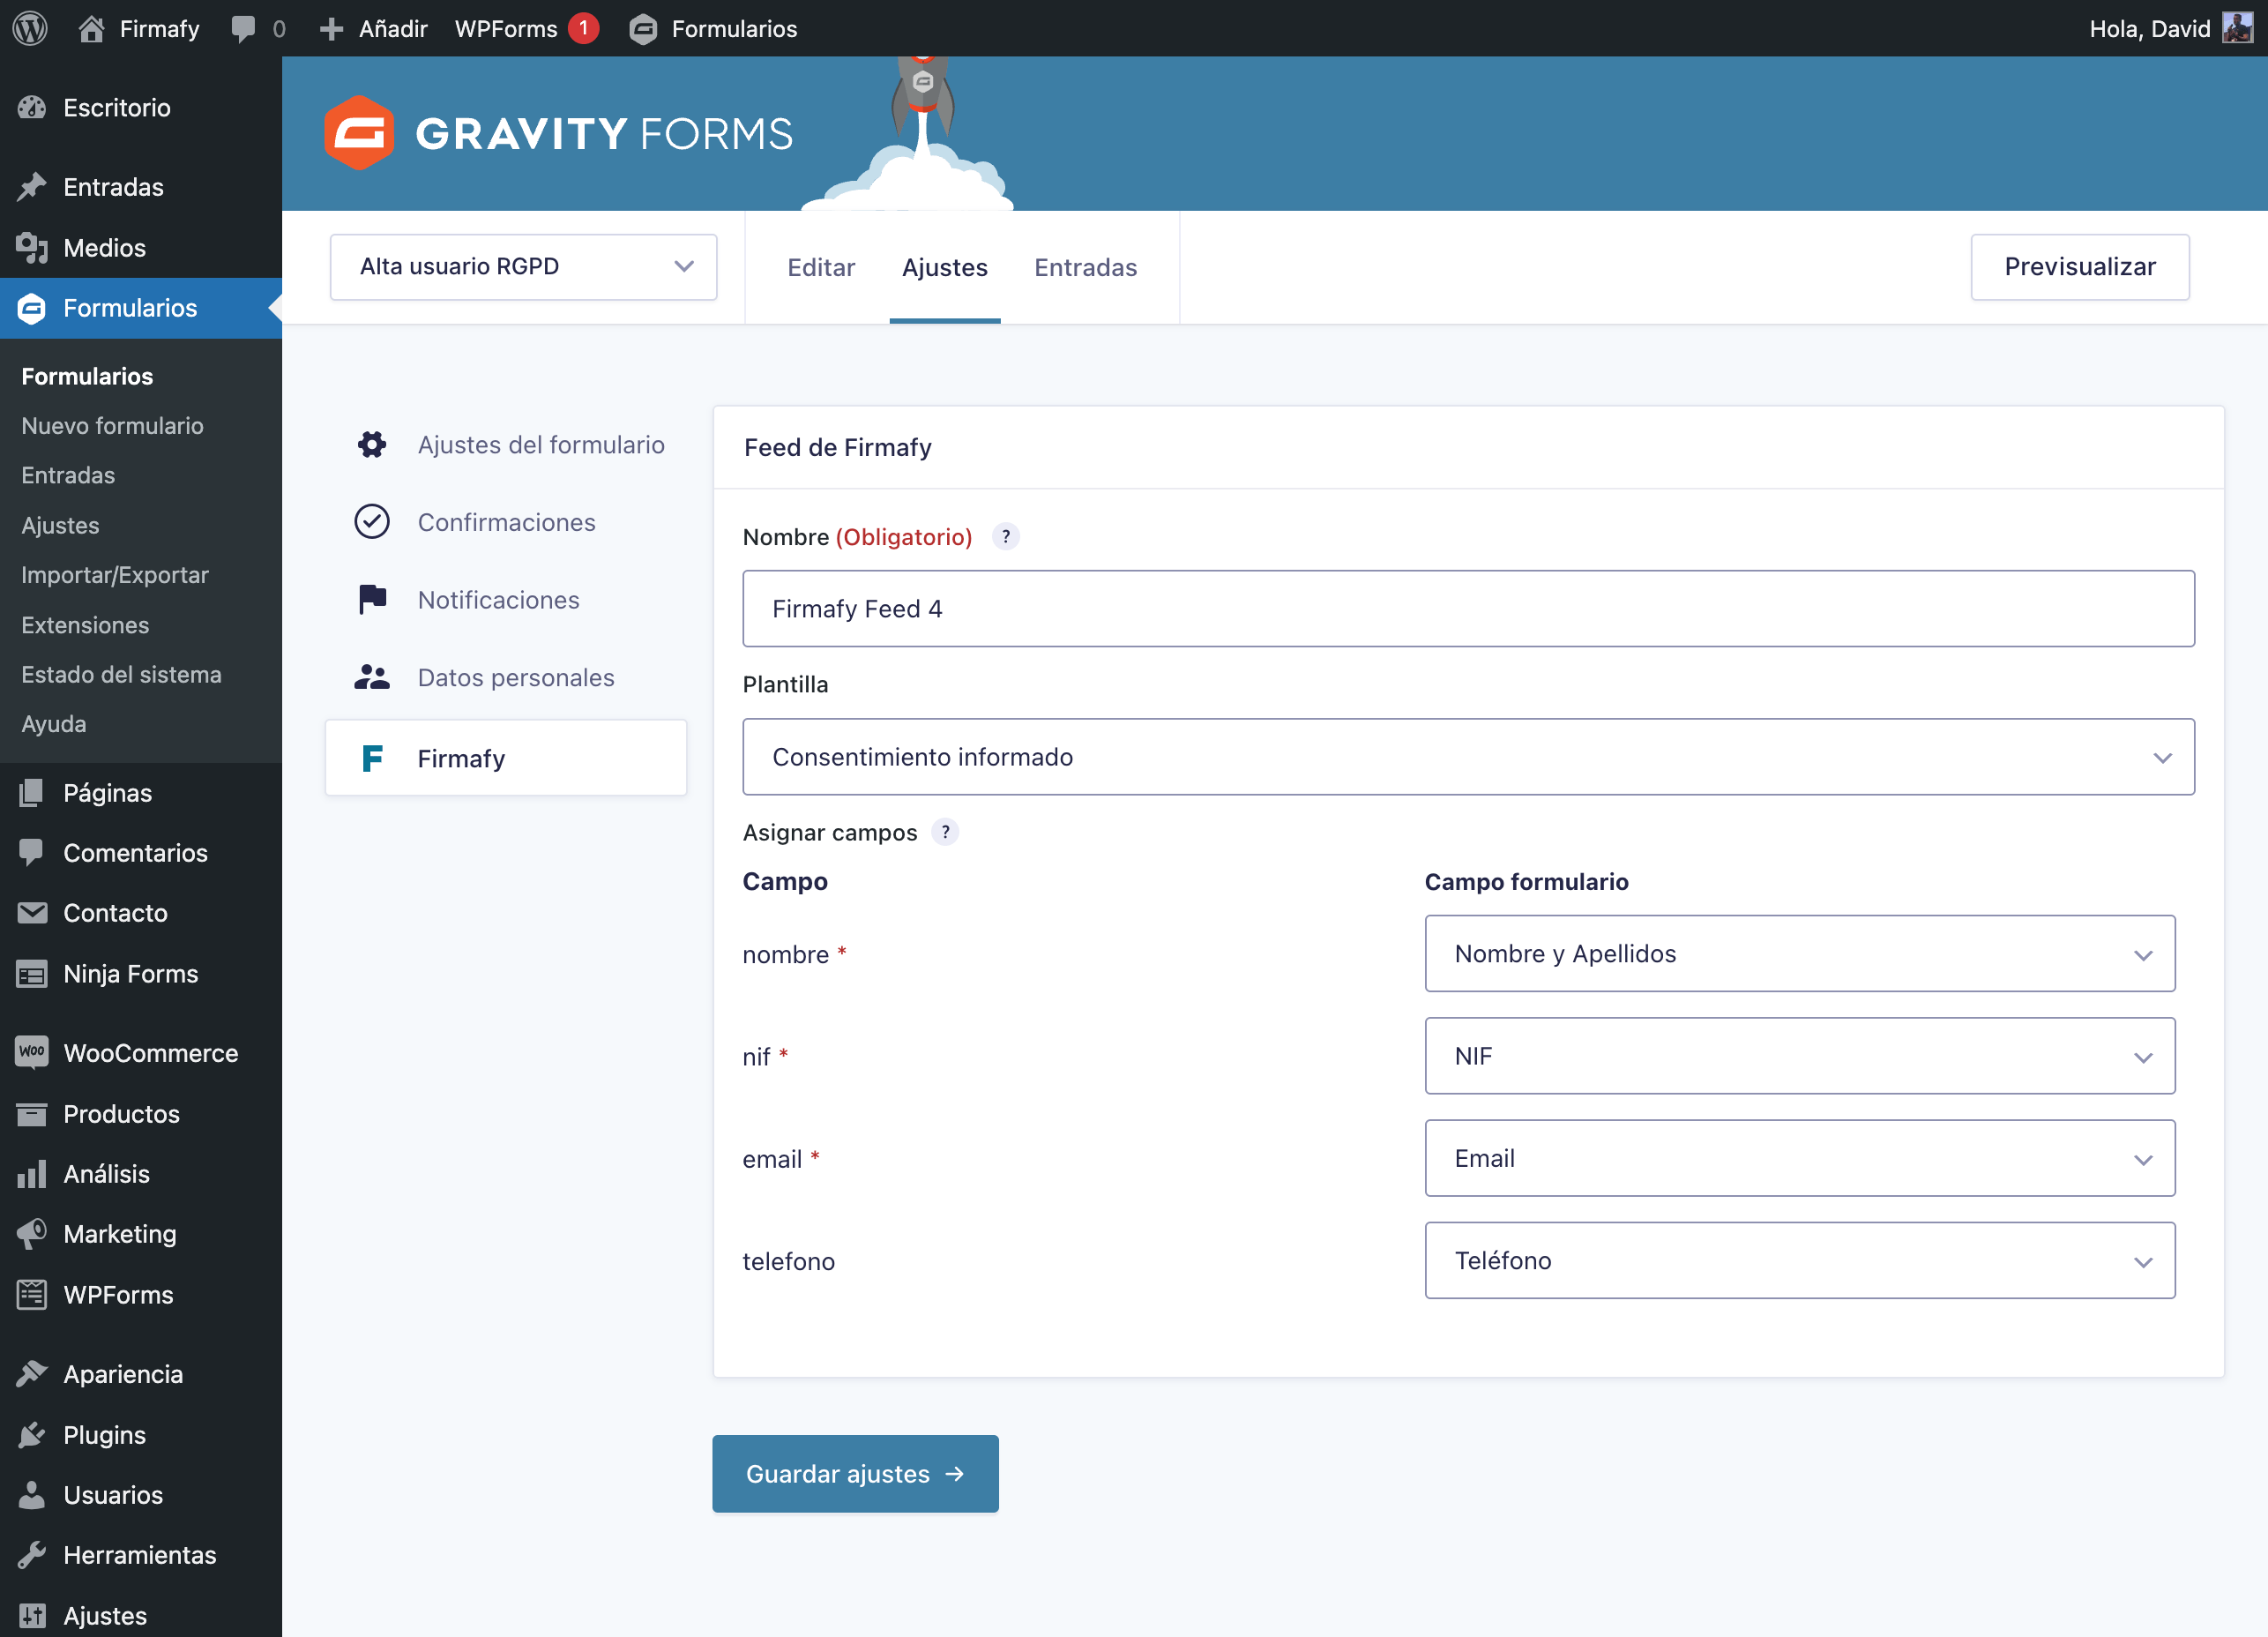 Firmafy
0
Añadir
WPForms 1
Formularios
Hola, David
Escritorio
Entradas
Medios
Formularios
Formularios
Nuevo formulario
Entradas
Ajustes
Importar/Exportar
Extensiones
Estado del sistema
Ayuda
Páginas
Comentarios
Contacto
Ninja Forms
Woo WooCommerce
Productos
Análisis
Marketing
WPForms
Apariencia
Plugins
Usuarios
Herramientas
Ajustes
GRAVITY FORMS
Alta usuario RGPD
Editar
Ajustes
Entradas
Previsualizar
Ajustes del formulario
Confirmaciones
Notificaciones
Datos personales
F Firmafy
Feed de Firmafy
Nombre (Obligatorio) ?
Firmafy Feed 4
Plantilla
Consentimiento informado
Asignar campos ?
Campo Campo formulario
nombre * Nombre y Apellidos
nif * NIF
email * Email
telefono Teléfono
Guardar ajustes →